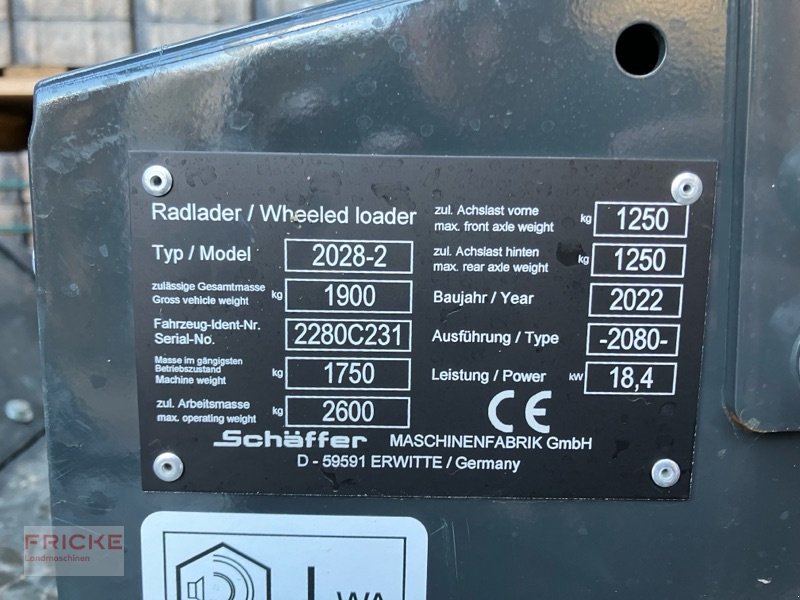 Radlader / Wheeled loader
Typ / Model 2028-2
zulässige Gesamtmasse
Gross vehicle weight kg 1900
Fahrzeug-Ident-Nr.
Serial-No. 2280C231
Masse im gängigsten
Betriebszustand
Machine weight kg 1750
zul. Arbeitsmasse
max. operating weight kg 2600
zul. Achslast vorne
max. front axle weight kg 1250
zul. Achslast hinten
max. rear axle weight kg 1250
Baujahr / Year 2022
Ausführung / Type -2080-
Leistung / Power kW 18,4
CE
Schäffer MASCHINENFABRIK GmbH
D - 59591 ERWITTE / Germany
FRICKE
Landmaschinen
LWA